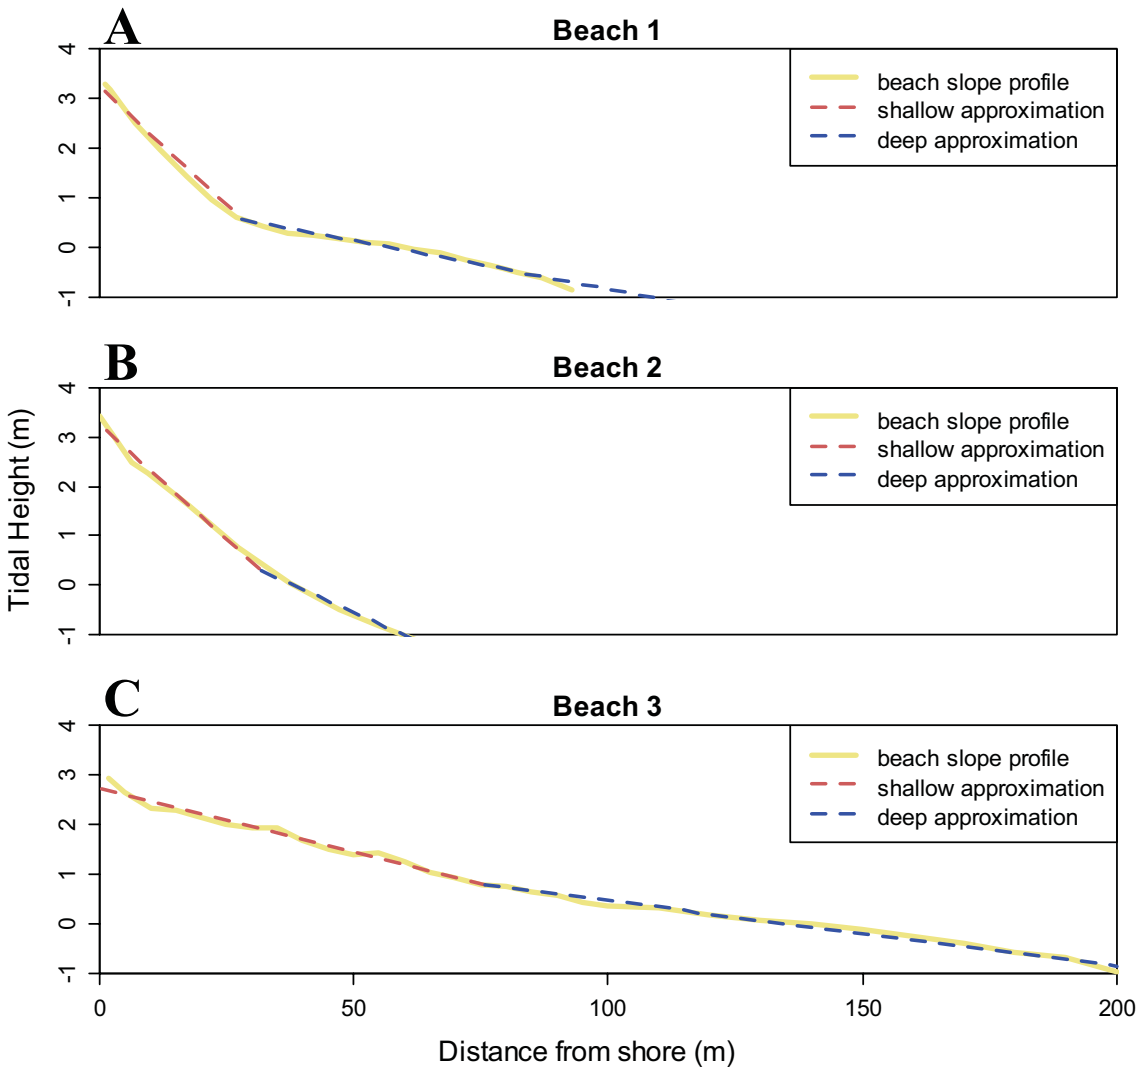 A
Beach 1
4
3
2
1
0
-1
beach slope profile
shallow approximation
deep approximation
B
Beach 2
4
3
2
1
0
-1
beach slope profile
shallow approximation
deep approximation
Tidal Height (m)
C
Beach 3
4
3
2
1
0
-1
beach slope profile
shallow approximation
deep approximation
0 50 100 150 200
Distance from shore (m)